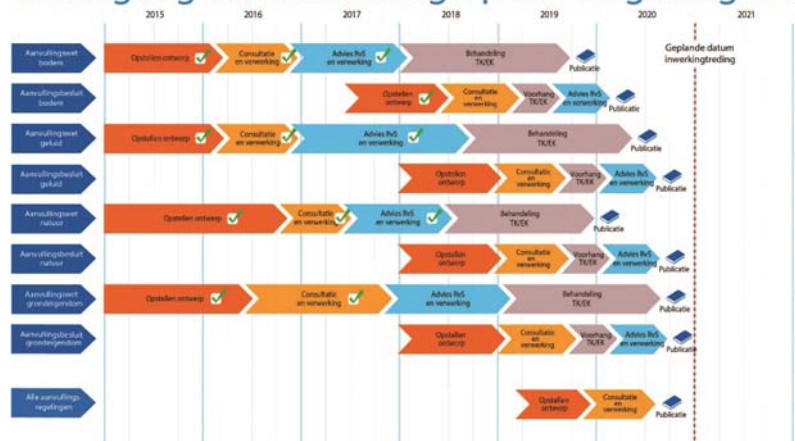 2015 2016 2017 2018 2019 2020 2021
Geplande datum
inwerkingtreding
Aanvullingswet
bodem
Opstellen ontwerp
Consultatie
en verwerking
Advies RvS
en verwerking
Behandeling
TK/EK
Publicatie
Aanvullingsbesluit
bodem
Opstellen
ontwerp
Consultatie
en
verwerking
Voorhang
TK/EK
Advies RvS
en verwerking
Publicatie
Aanvullingswet
geluid
Opstellen ontwerp
Consultatie
en verwerking
Advies RvS
en verwerking
Behandeling
TK/EK
Publicatie
Aanvullingsbesluit
geluid
Opstellen
ontwerp
Consultatie
en
verwerking
Voorhang
TK/EK
Advies RvS
en verwerking
Publicatie
Aanvullingswet
natuur
Opstellen ontwerp
Consultatie
en verwerking
Advies RvS
en verwerking
Behandeling
TK/EK
Publicatie
Aanvullingsbesluit
natuur
Opstellen
ontwerp
Consultatie
en
verwerking
Voorhang
TK/EK
Advies RvS
en verwerking
Publicatie
Aanvullingswet
grondeigendom
Opstellen ontwerp
Consultatie
en verwerking
Advies RvS
en verwerking
Behandeling
TK/EK
Publicatie
Aanvullingsbesluit
grondeigendom
Opstellen
ontwerp
Consultatie
en
verwerking
Voorhang
TK/EK
Advies RvS
en verwerking
Publicatie
Alle aanvullings-
regelingen
Opstellen
ontwerp
Consultatie
en
verwerking
Publicatie